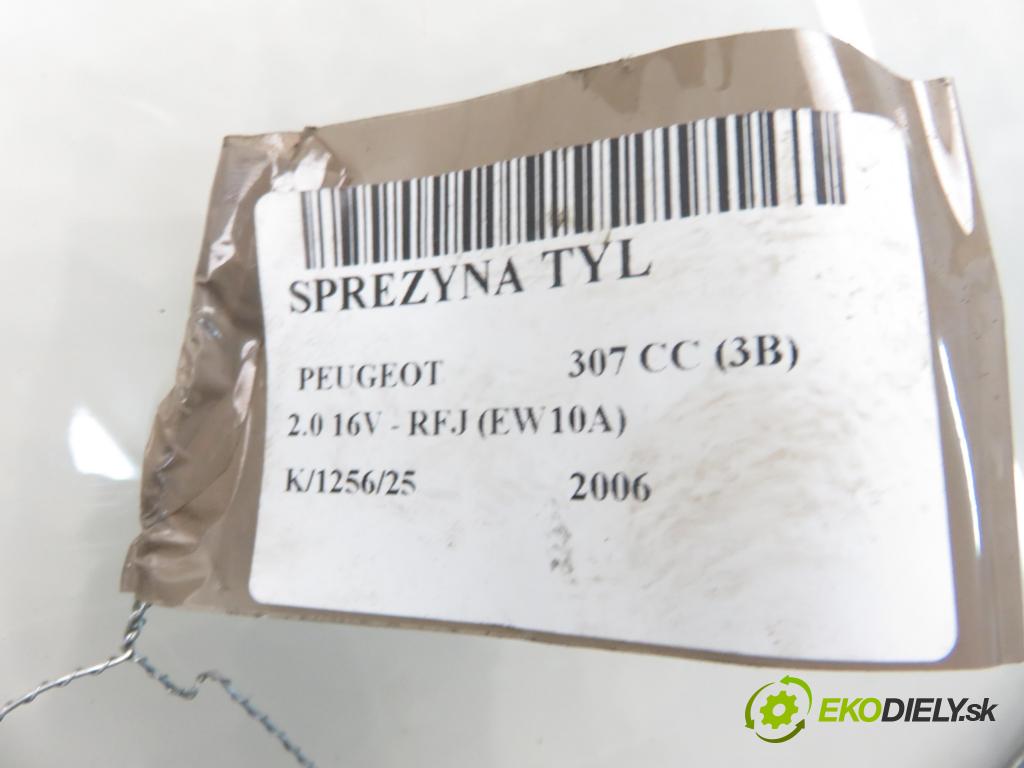 SPREZYNA TYL
PEUGEOT 307 CC (3B)
2.0 16V - RFJ (EW10A)
K/1256/25 2006
EKODIELY.sk